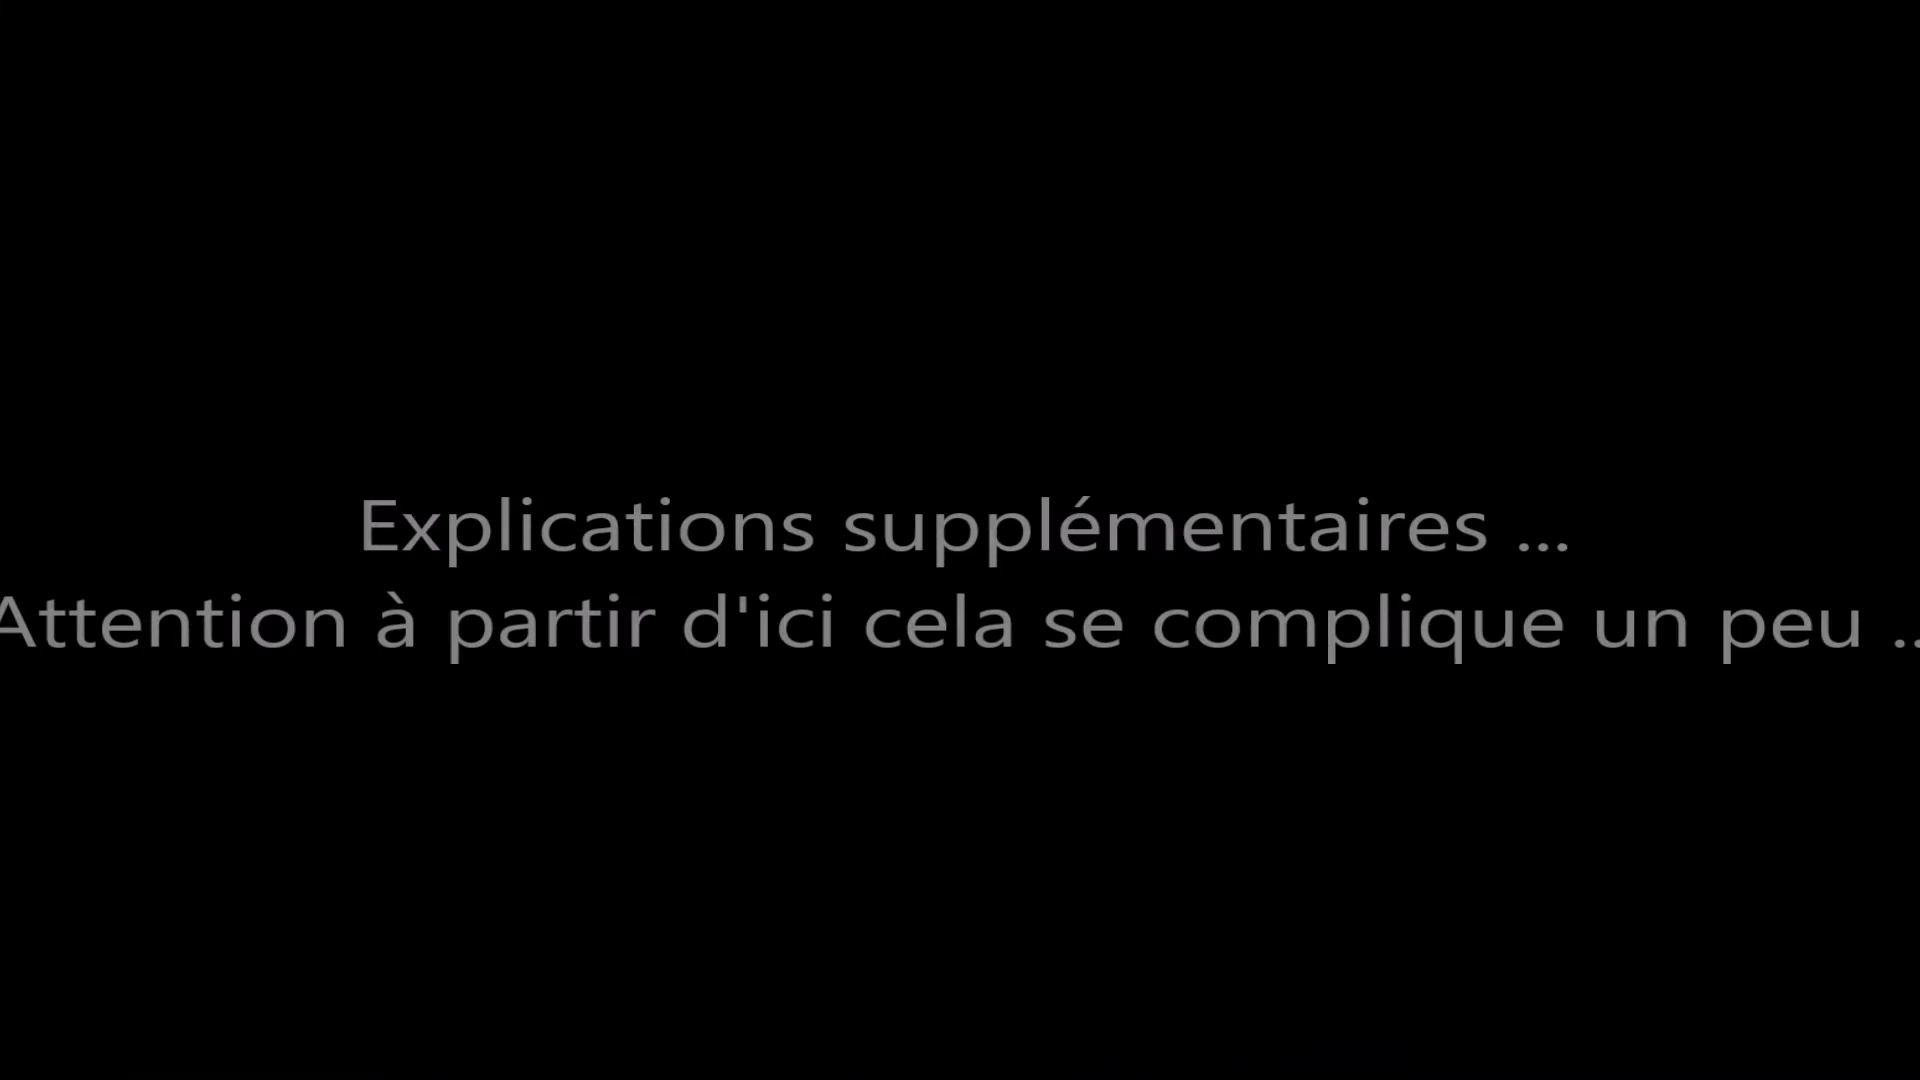 Explications supplémentaires ...
Attention à partir d'ici cela se complique un peu ..